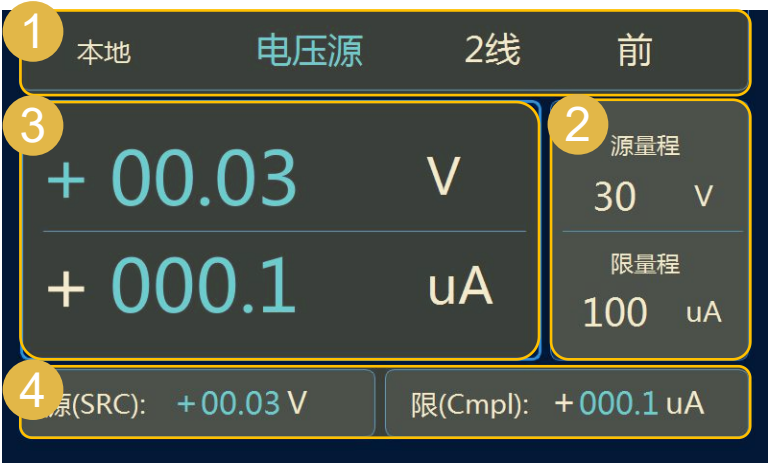 1
本地 电压源 2线 前
3
+ 00.03 V
+ 000.1 uA
2
源量程
30 V
限量程
100 uA
4
源(SRC): +00.03 V
限(Cmpl): +000.1 uA